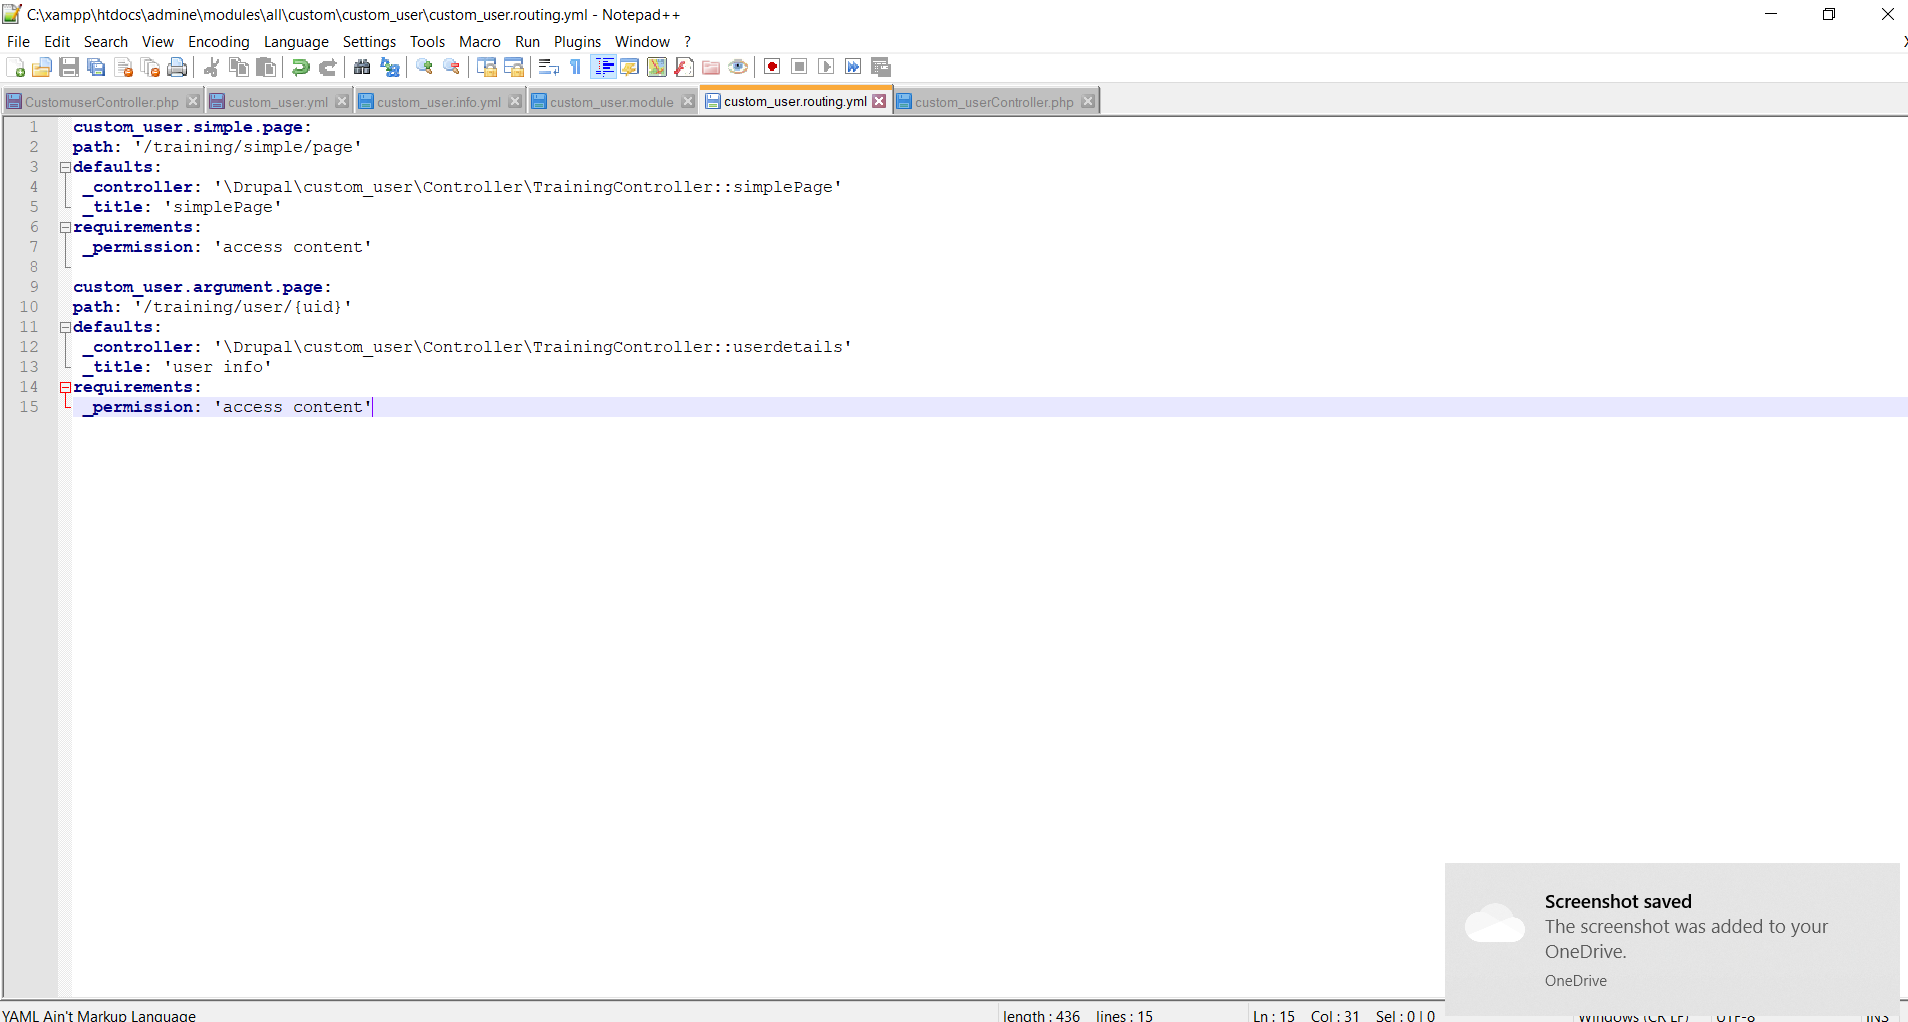 C:\xampp\htdocs\admine\modules\all\custom\custom_user\custom_user.routing.yml - Notepad++
File Edit Search View Encoding Language Settings Tools Macro Run Plugins Window ?
CustomuserController.php custom_user.yml custom_user.info.yml custom_user.module custom_user.routing.yml custom_userController.php
1 custom_user.simple.page:
2 path: '/training/simple/page'
3 defaults:
4 _controller: '\Drupal\custom_user\Controller\TrainingController::simplePage'
5 _title: 'simplePage'
6 requirements:
7 _permission: 'access content'
8
9 custom_user.argument.page:
10 path: '/training/user/{uid}'
11 defaults:
12 _controller: '\Drupal\custom_user\Controller\TrainingController::userdetails'
13 _title: 'user info'
14 requirements:
15 _permission: 'access content'
Screenshot saved
The screenshot was added to your
OneDrive.
OneDrive
YAML Ain't Markup Language length : 436 lines : 15 Ln : 15 Col : 31 Sel : 0 | 0 Windows (CR LF) UTF-8 INS